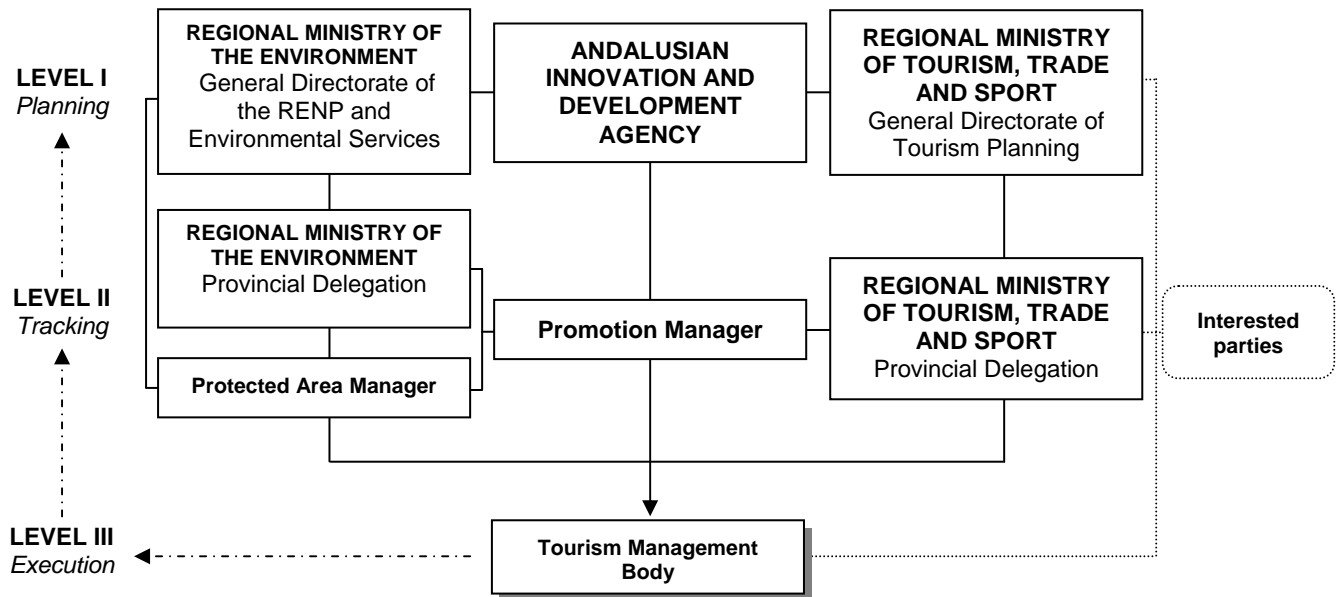 LEVEL I
Planning
REGIONAL MINISTRY OF
THE ENVIRONMENT
General Directorate of
the RENP and
Environmental Services
ANDALUSIAN
INNOVATION AND
DEVELOPMENT
AGENCY
REGIONAL MINISTRY
OF TOURISM, TRADE
AND SPORT
General Directorate of
Tourism Planning
LEVEL II
Tracking
REGIONAL MINISTRY OF
THE ENVIRONMENT
Provincial Delegation
Protected Area Manager
Promotion Manager
REGIONAL MINISTRY
OF TOURISM, TRADE
AND SPORT
Provincial Delegation
Interested
parties
LEVEL III
Execution
Tourism Management
Body